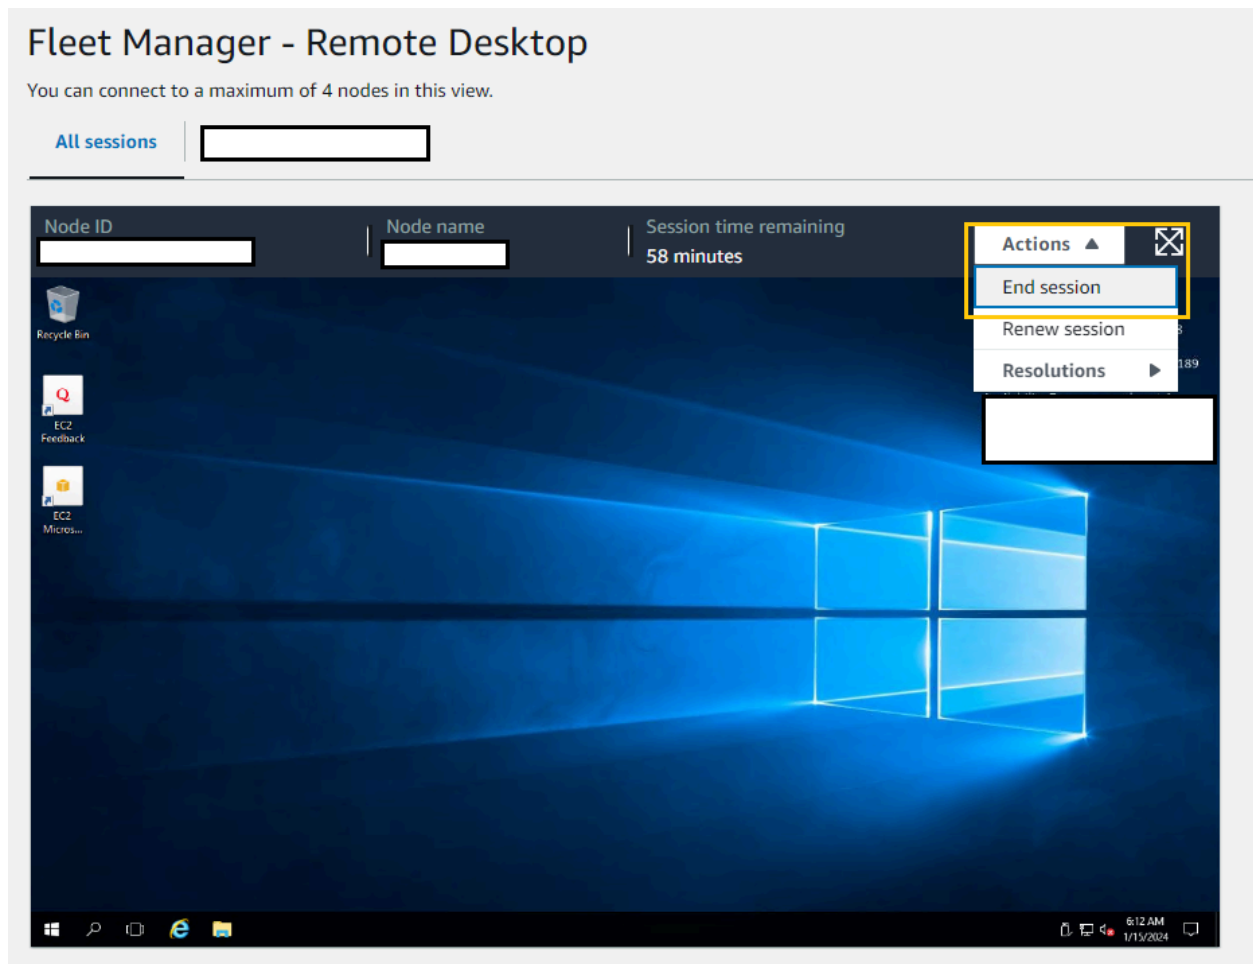 Fleet Manager - Remote Desktop
You can connect to a maximum of 4 nodes in this view.
All sessions
Node ID
Node name
Session time remaining
58 minutes
Actions
End session
Renew session
Resolutions
189
Recycle Bin
EC2
Feedback
EC2
Micros...
6:12 AM
1/15/2024